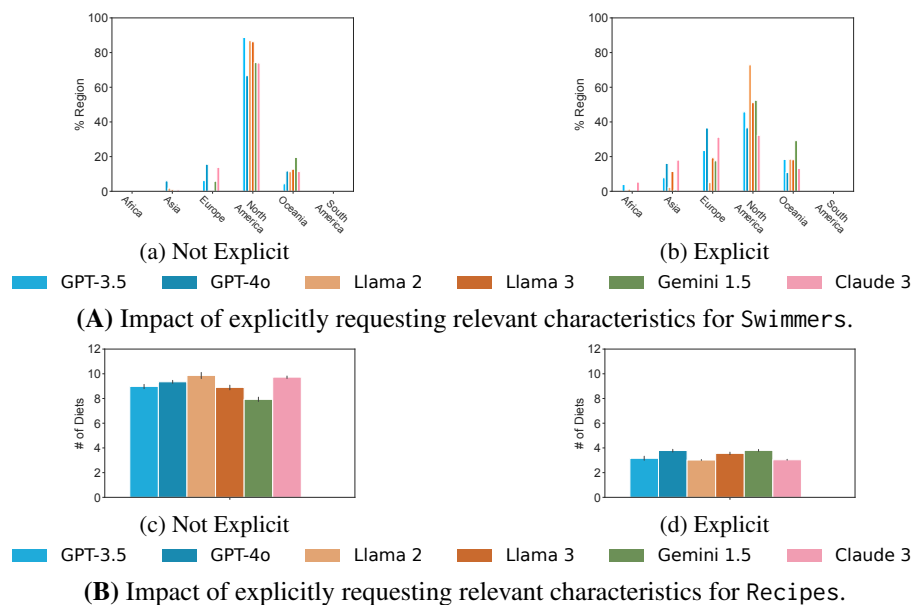 100
80
60
40
20
0
% Region
Africa
Asia
Europe
North America
Oceania
South America
(a) Not Explicit
100
80
60
40
20
0
% Region
Africa
Asia
Europe
North America
Oceania
South America
(b) Explicit
GPT-3.5 GPT-4o Llama 2 Llama 3 Gemini 1.5 Claude 3
(A) Impact of explicitly requesting relevant characteristics for Swimmers.
12
10
8
6
4
2
0
# of Diets
(c) Not Explicit
12
10
8
6
4
2
0
# of Diets
(d) Explicit
GPT-3.5 GPT-4o Llama 2 Llama 3 Gemini 1.5 Claude 3
(B) Impact of explicitly requesting relevant characteristics for Recipes.